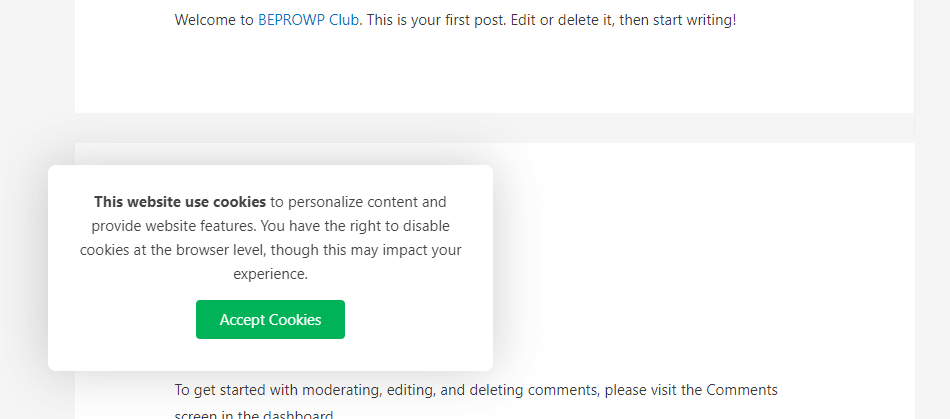 Welcome to BEPROWP Club. This is your first post. Edit or delete it, then start writing!
This website use cookies to personalize content and
provide website features. You have the right to disable
cookies at the browser level, though this may impact your
experience.
Accept Cookies
To get started with moderating, editing, and deleting comments, please visit the Comments
screen in the dashboard